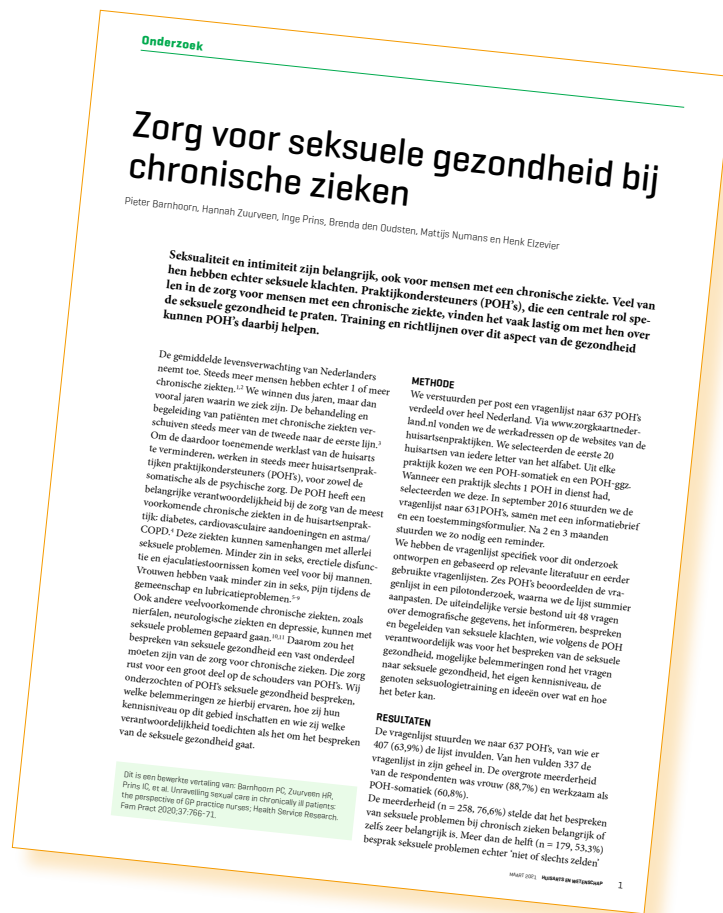 Onderzoek
Zorg voor seksuele gezondheid bij
chronische zieken
Pieter Barnhoorn, Hannah Zuurveen, Inge Prins, Brenda den Oudsten, Mattijs Numans en Henk Elzevier
Seksualiteit en intimiteit zijn belangrijk, ook voor mensen met een chronische ziekte. Veel van
hen hebben echter seksuele klachten. Praktijkondersteuners (POH's), die een centrale rol spe-
len in de zorg voor mensen met een chronische ziekte, vinden het vaak lastig om met hen over
de seksuele gezondheid te praten. Training en richtlijnen over dit aspect van de gezondheid
kunnen POH's daarbij helpen.
De gemiddelde levensverwachting van Nederlanders
neemt toe. Steeds meer mensen hebben echter 1 of meer
chronische ziekten.1,2 We winnen dus jaren, maar dan
vooral jaren waarin we ziek zijn. De behandeling en
begeleiding van patiënten met chronische ziekten ver-
schuiven steeds meer van de tweede naar de eerste lijn.3
Om de daardoor toenemende werklast van de huisarts
te verminderen, werken in steeds meer huisartsenprak-
tijken praktijkondersteuners (POH's), voor zowel de
somatische als de psychische zorg. De POH heeft een
belangrijke verantwoordelijkheid bij de zorg van de meest
voorkomende chronische ziekten in de huisartsenprak-
tijk: diabetes, cardiovasculaire aandoeningen en astma/
COPD.4 Deze ziekten kunnen samenhangen met allerlei
seksuele problemen. Minder zin in seks, erectiele disfunc-
tie en ejaculatiestoornissen komen veel voor bij mannen.
Vrouwen hebben vaak minder zin in seks, pijn tijdens de
gemeenschap en lubricatieproblemen.5-9
Ook andere veelvoorkomende chronische ziekten, zoals
nierfalen, neurologische ziekten en depressie, kunnen met
seksuele problemen gepaard gaan.10,11 Daarom zou het
bespreken van seksuele gezondheid een vast onderdeel
moeten zijn van de zorg voor chronische zieken. Die zorg
rust voor een groot deel op de schouders van POH's. Wij
onderzochten of POH's seksuele gezondheid bespreken,
welke belemmeringen ze hierbij ervaren, hoe zij hun
kennisniveau op dit gebied inschatten en wie zij welke
verantwoordelijkheid toedichten als het om het bespreken
van de seksuele gezondheid gaat.
Dit is een bewerkte vertaling van: Barnhoorn PC, Zuurveen HR,
Prins IC, et al. Unravelling sexual care in chronically ill patients:
the perspective of GP practice nurses; Health Service Research.
Fam Pract 2020;37:766-71.
METHODE
We verstuurden per post een vragenlijst naar 637 POH's
verdeeld over heel Nederland. Via www.zorgkaartneder-
land.nl vonden we de werkadressen op de websites van de
huisartsenpraktijken. We selecteerden de eerste 20
huisartsen van iedere letter van het alfabet. Uit elke
praktijk kozen we een POH-somatiek en een POH-ggz.
Wanneer een praktijk slechts 1 POH in dienst had,
selecteerden we deze. In september 2016 stuurden we de
vragenlijst naar 631POH's, samen met een informatiebrief
en een toestemmingsformulier. Na 2 en 3 maanden
stuurden we zo nodig een reminder.
We hebben de vragenlijst specifiek voor dit onderzoek
ontworpen en gebaseerd op relevante literatuur en eerder
gebruikte vragenlijsten. Zes POH's beoordeelden de vra-
genlijst in een pilotonderzoek, waarna we de lijst summier
aanpasten. De uiteindelijke versie bestond uit 48 vragen
over demografische gegevens, het informeren, bespreken
en begeleiden van seksuele klachten, wie volgens de POH
verantwoordelijk was voor het bespreken van de seksuele
gezondheid, mogelijke belemmeringen rond het vragen
naar seksuele gezondheid, het eigen kennisniveau, de
genoten seksuologietraining en ideeën over wat en hoe
het beter kan.
RESULTATEN
De vragenlijst stuurden we naar 637 POH's, van wie er
407 (63,9%) de lijst invulden. Van hen vulden 337 de
vragenlijst in zijn geheel in. De overgrote meerderheid
van de respondenten was vrouw (88,7%) en werkzaam als
POH-somatiek (60,8%).
De meerderheid (n = 258, 76,6%) stelde dat het bespreken
van seksuele problemen bij chronisch zieken belangrijk of
zelfs zeer belangrijk is. Meer dan de helft (n = 179, 53.3%)
besprak seksuele problemen echter 'niet of slechts zelden'
MAART 2021 HUISARTS EN WETENSCHAP 1